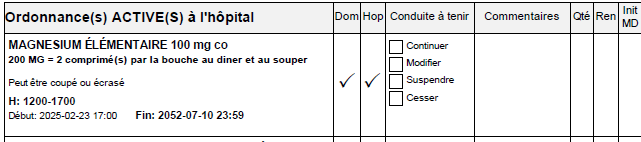 Ordonnance(s) ACTIVE(S) à l'hôpital Dom Hop Conduite à tenir Commentaires Qté Ren Init MD
MAGNESIUM ÉLÉMENTAIRE 100 mg co
200 MG = 2 comprimé(s) par la bouche au diner et au souper
Peut être coupé ou écrasé
H: 1200-1700
Début: 2025-02-23 17:00 Fin: 2052-07-10 23:59
✓ ✓
Continuer
Modifier
Suspendre
Cesser